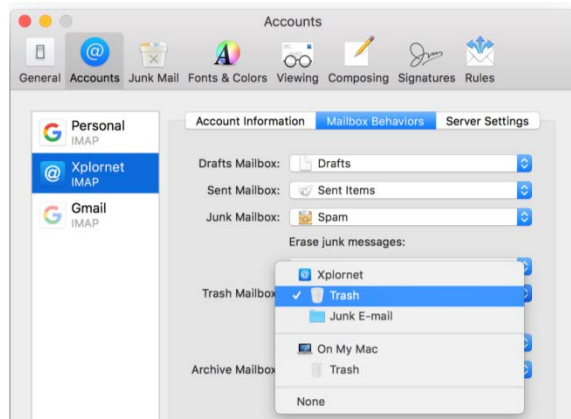 Accounts
General Accounts Junk Mail Fonts & Colors Viewing Composing Signatures Rules
Personal
IMAP
Xplornet
IMAP
Gmail
IMAP
Account Information Mailbox Behaviors Server Settings
Drafts Mailbox: Drafts
Sent Mailbox: Sent Items
Junk Mailbox: Spam
Erase junk messages:
Xplornet
Trash Mailbox Trash
Junk E-mail
On My Mac
Archive Mailbox Trash
None